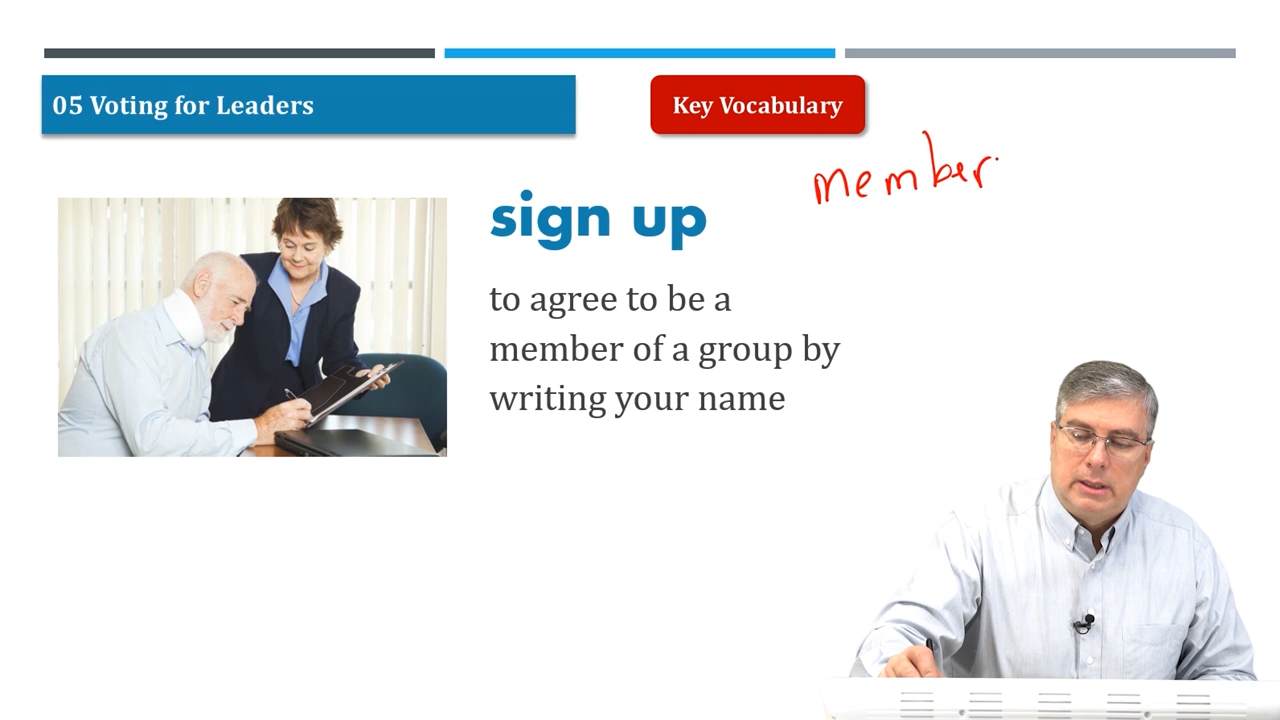 05 Voting for Leaders
Key Vocabulary
member
sign up
to agree to be a
member of a group by
writing your name